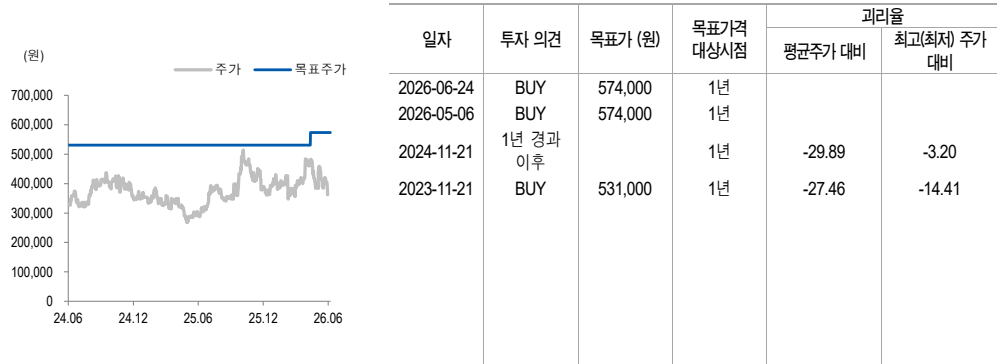 (원)
주가 목표주가
700,000
600,000
500,000
400,000
300,000
200,000
100,000
0
24.06 24.12 25.06 25.12 26.06
일자 투자 의견 목표가 (원) 목표가격 대상시점 괴리율
평균주가 대비 최고(최저) 주가 대비
2026-06-24 BUY 574,000 1년
2026-05-06 BUY 574,000 1년
2024-11-21 1년 경과 이후 1년 -29.89 -3.20
2023-11-21 BUY 531,000 1년 -27.46 -14.41